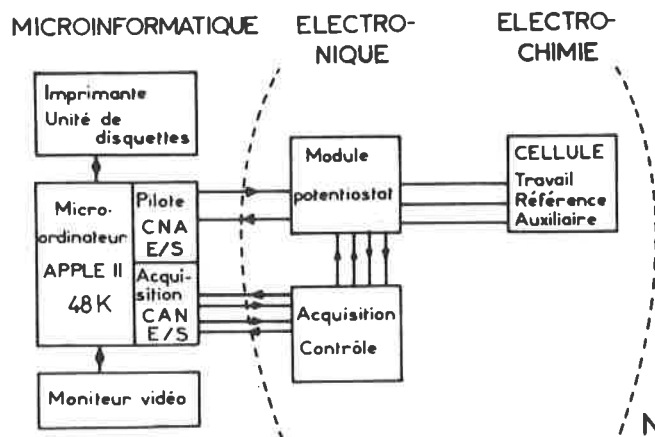 MICROINFORMATIQUE
ELECTRO-
NIQUE
ELECTRO-
CHIMIE
Imprimante
Unité de
disquettes
Micro-
ordinateur
APPLE II
48K
Pilote
CNA
E/S
Acqui-
sition
CAN
E/S
Moniteur vidéo
Module
potentiostat
Acquisition
Contrôle
CELLULE
Travail
Référence
Auxiliaire
N